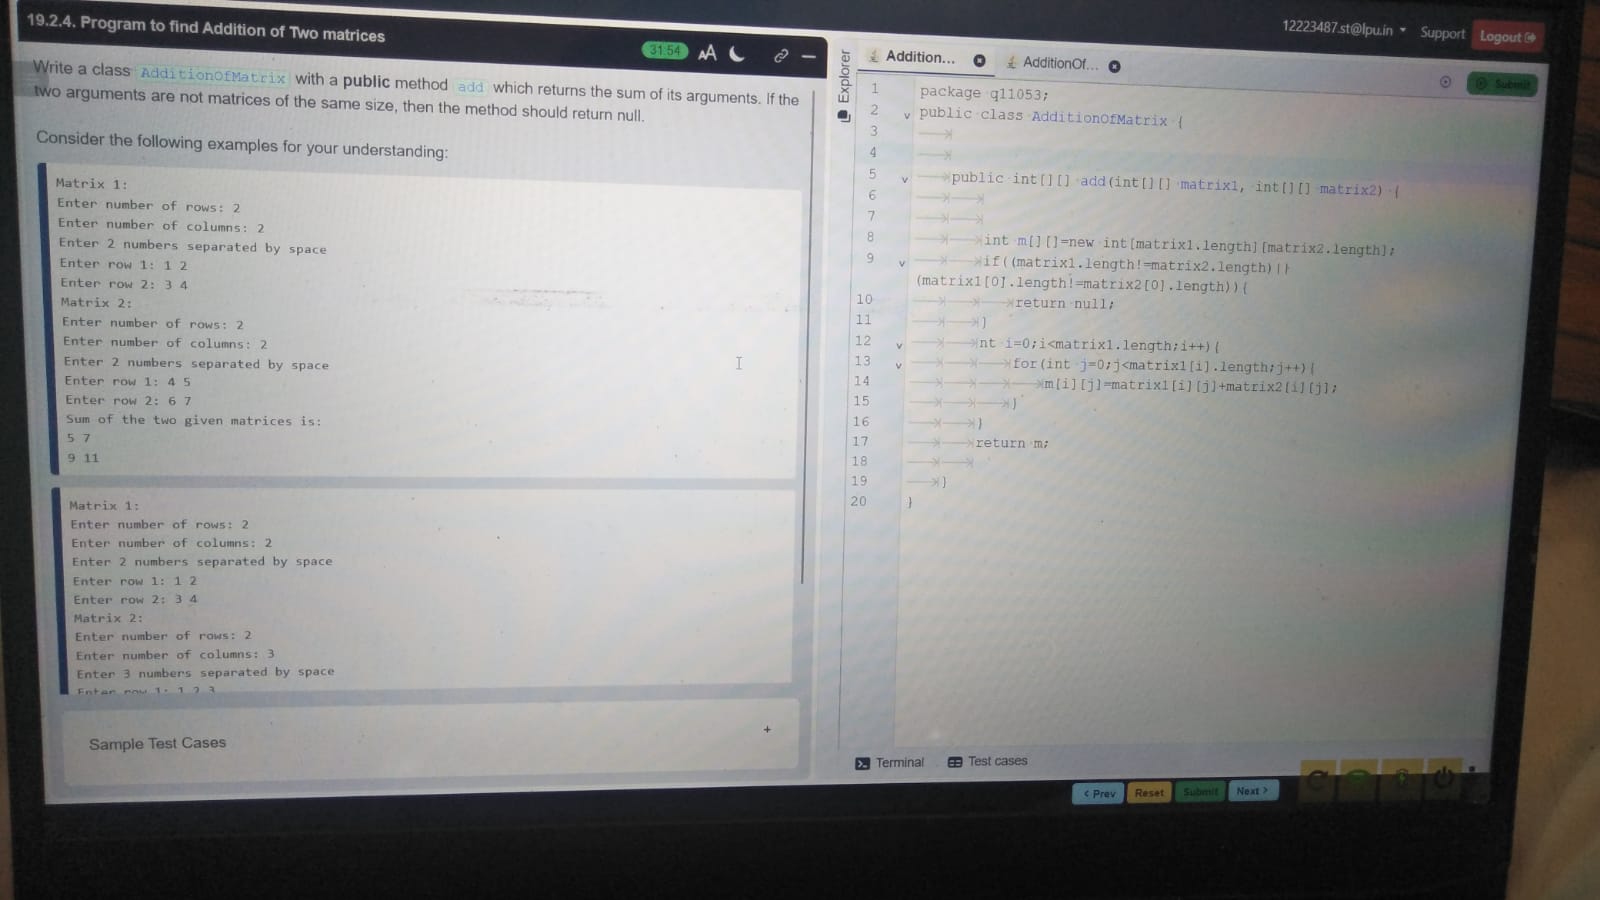 19.2.4. Program to find Addition of Two matrices
31:54 AA
12223487.st@lpu.in Support Logout
Write a class AdditionOfMatrix with a public method add which returns the sum of its arguments. If the
two arguments are not matrices of the same size, then the method should return null.
Consider the following examples for your understanding:
Matrix 1:
Enter number of rows: 2
Enter number of columns: 2
Enter 2 numbers separated by space
Enter row 1: 1 2
Enter row 2: 3 4
Matrix 2:
Enter number of rows: 2
Enter number of columns: 2
Enter 2 numbers separated by space
Enter row 1: 4 5
Enter row 2: 6 7
Sum of the two given matrices is:
5 7
9 11
Matrix 1:
Enter number of rows: 2
Enter number of columns: 2
Enter 2 numbers separated by space
Enter row 1: 1 2
Enter row 2: 3 4
Matrix 2:
Enter number of rows: 2
Enter number of columns: 3
Enter 3 numbers separated by space
Enter row 1: 1 2 3
Sample Test Cases +
Explorer
Addition... AdditionOf...
Submit
1 package q11053;
2 public class AdditionOfMatrix {
3
4
5 public int[][] add(int[][] matrix1, int[][] matrix2) {
6
7
8 int m[][]=new int[matrix1.length][matrix2.length];
9 if((matrix1.length!=matrix2.length)||
(matrix1[0].length!=matrix2[0].length)){
10 return null;
11 }
12 nt i=0;i<matrix1.length;i++){
13 for(int j=0;j<matrix1[i].length;j++){
14 m[i][j]=matrix1[i][j]+matrix2[i][j];
15 }
16 }
17 return m;
18
19 }
20 }
Terminal Test cases
< Prev Reset Submit Next >